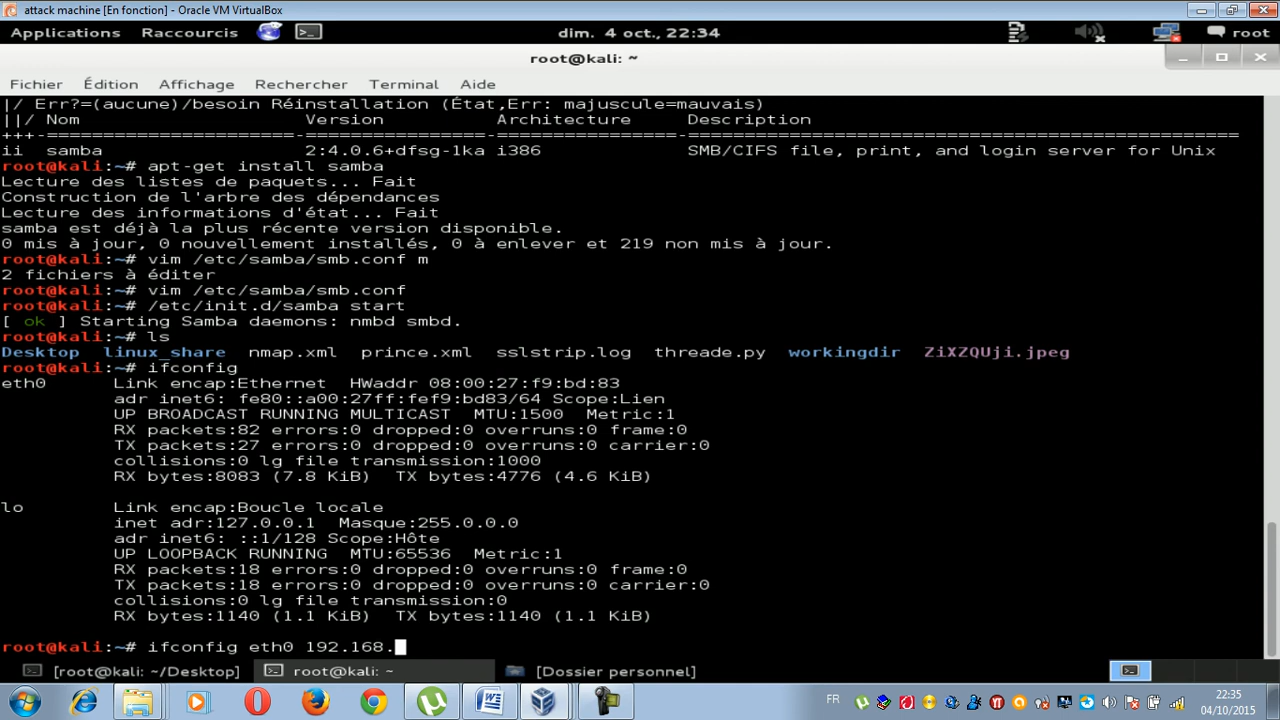 attack machine [En fonction] - Oracle VM VirtualBox
Applications Raccourcis dim. 4 oct., 22:34 root
root@kali: ~
Fichier Édition Affichage Rechercher Terminal Aide
|/ Err?=(aucune)/besoin Réinstallation (État,Err: majuscule=mauvais)
||/ Nom Version Architecture Description
+++-======================-================-================-=================================================
ii samba 2:4.0.6+dfsg-1ka i386 SMB/CIFS file, print, and login server for Unix
root@kali:~# apt-get install samba
Lecture des listes de paquets... Fait
Construction de l'arbre des dépendances
Lecture des informations d'état... Fait
samba est déjà la plus récente version disponible.
0 mis à jour, 0 nouvellement installés, 0 à enlever et 219 non mis à jour.
root@kali:~# vim /etc/samba/smb.conf m
2 fichiers à éditer
root@kali:~# vim /etc/samba/smb.conf
root@kali:~# /etc/init.d/samba start
[ ok ] Starting Samba daemons: nmbd smbd.
root@kali:~# ls
Desktop linux_share nmap.xml prince.xml sslstrip.log threade.py workingdir ZiXZQUji.jpeg
root@kali:~# ifconfig
eth0 Link encap:Ethernet HWaddr 08:00:27:f9:bd:83
adr inet6: fe80::a00:27ff:fef9:bd83/64 Scope:Lien
UP BROADCAST RUNNING MULTICAST MTU:1500 Metric:1
RX packets:82 errors:0 dropped:0 overruns:0 frame:0
TX packets:27 errors:0 dropped:0 overruns:0 carrier:0
collisions:0 lg file transmission:1000
RX bytes:8083 (7.8 KiB) TX bytes:4776 (4.6 KiB)
lo Link encap:Boucle locale
inet adr:127.0.0.1 Masque:255.0.0.0
adr inet6: ::1/128 Scope:Hôte
UP LOOPBACK RUNNING MTU:65536 Metric:1
RX packets:18 errors:0 dropped:0 overruns:0 frame:0
TX packets:18 errors:0 dropped:0 overruns:0 carrier:0
collisions:0 lg file transmission:0
RX bytes:1140 (1.1 KiB) TX bytes:1140 (1.1 KiB)
root@kali:~# ifconfig eth0 192.168.
[root@kali: ~/Desktop] root@kali: ~ [Dossier personnel]
FR 22:35
04/10/2015